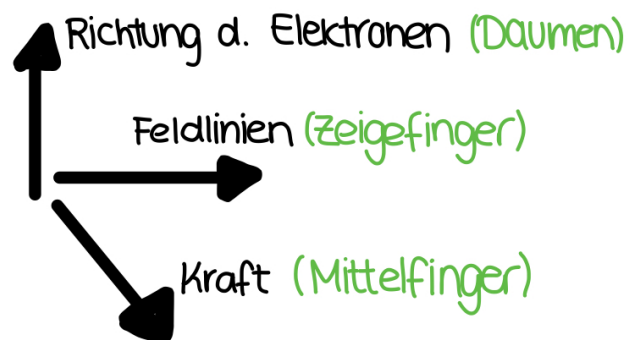 Richtung d. Elektronen (Daumen)
Feldlinien (Zeigefinger)
Kraft (Mittelfinger)